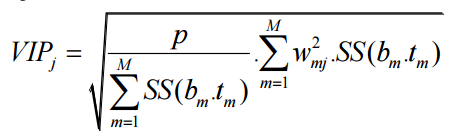 $VIP_j = \sqrt{\frac{p}{\sum_{m=1}^{M} SS(b_m . t_m)} . \sum_{m=1}^{M} w_{mj}^2 . SS(b_m . t_m)}$